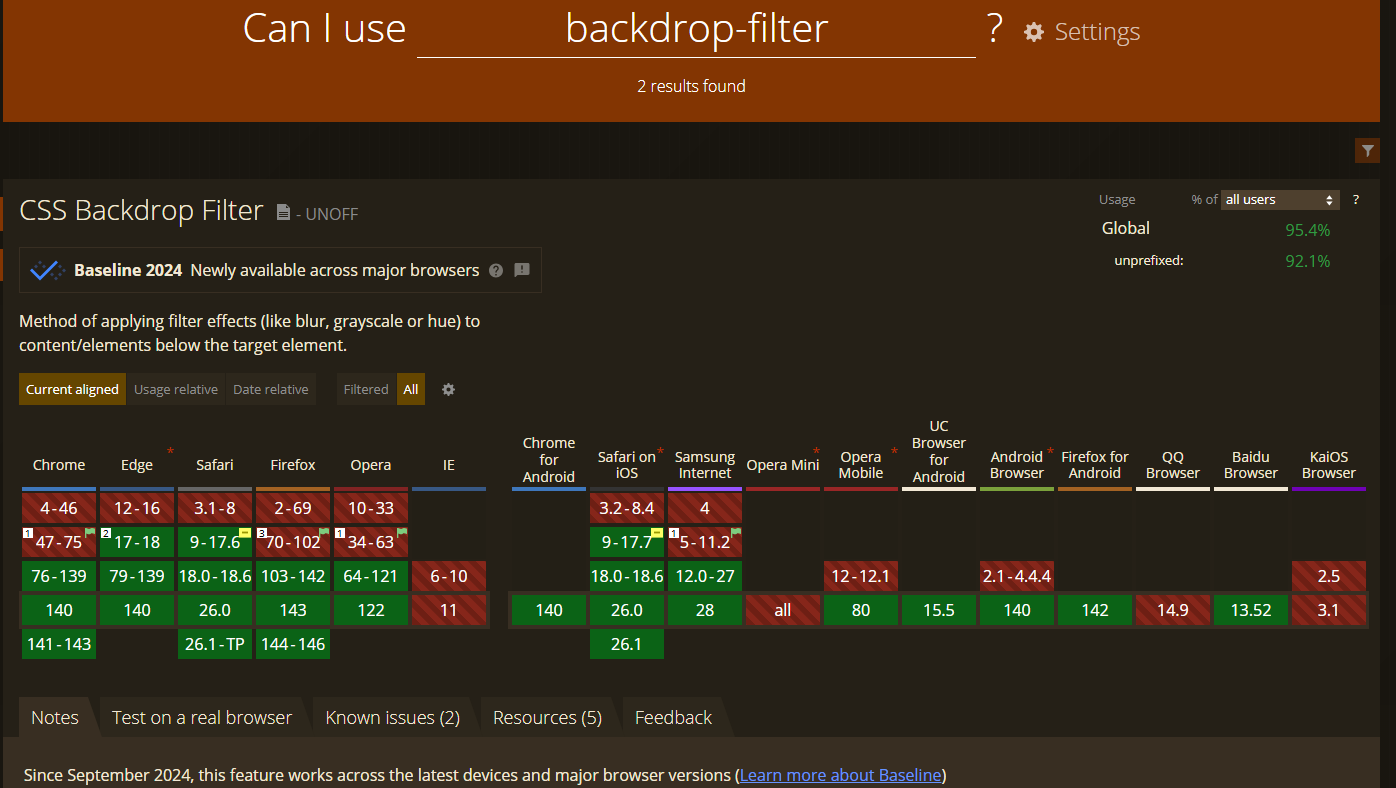 Can I use backdrop-filter ? Settings
2 results found
CSS Backdrop Filter - UNOFF
Usage % of all users ?
Global 95.4%
unprefixed: 92.1%
Baseline 2024 Newly available across major browsers
Method of applying filter effects (like blur, grayscale or hue) to
content/elements below the target element.
Current aligned Usage relative Date relative Filtered All
Chrome Edge * Safari Firefox Opera IE Chrome for Android Safari on iOS * Samsung Internet Opera Mini * Opera Mobile * UC Browser for Android Android Browser * Firefox for Android QQ Browser Baidu Browser KaiOS Browser
4-46 12-16 3.1-8 2-69 10-33 3.2-8.4 4
1 47-75 2 17-18 9-17.6 3 70-102 1 34-63 9-17.7 1 5-11.2
76-139 79-139 18.0-18.6 103-142 64-121 6-10 18.0-18.6 12.0-27 12-12.1 2.1-4.4.4 2.5
140 140 26.0 143 122 11 140 26.0 28 all 80 15.5 140 142 14.9 13.52 3.1
141-143 26.1-TP 144-146 26.1
Notes Test on a real browser Known issues (2) Resources (5) Feedback
Since September 2024, this feature works across the latest devices and major browser versions (Learn more about Baseline)